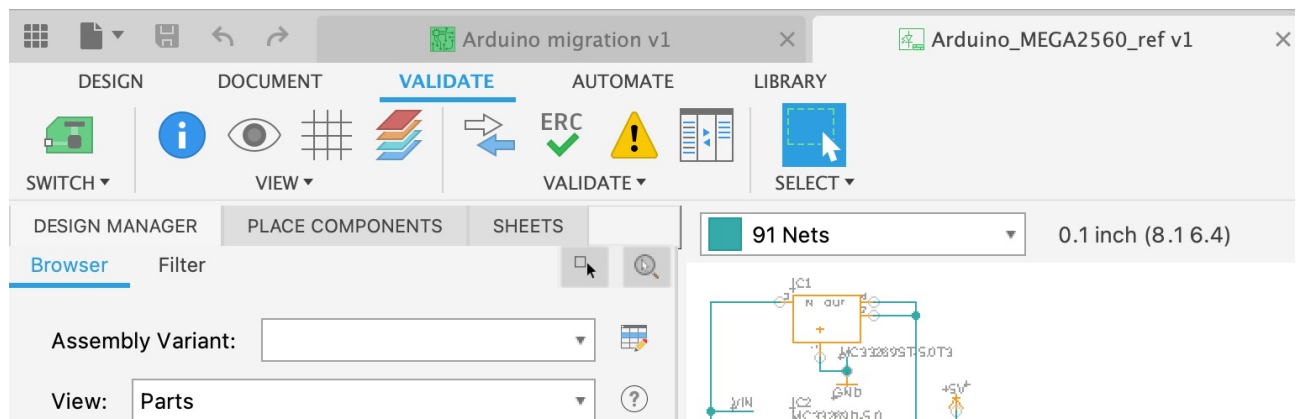 Arduino migration v1
Arduino_MEGA2560_ref v1
DESIGN DOCUMENT VALIDATE AUTOMATE LIBRARY
ERC
SWITCH VIEW VALIDATE SELECT
DESIGN MANAGER PLACE COMPONENTS SHEETS
91 Nets
0.1 inch (8.1 6.4)
Browser Filter
Assembly Variant:
View: Parts
IC1
GND
+5V
VIN
IC2